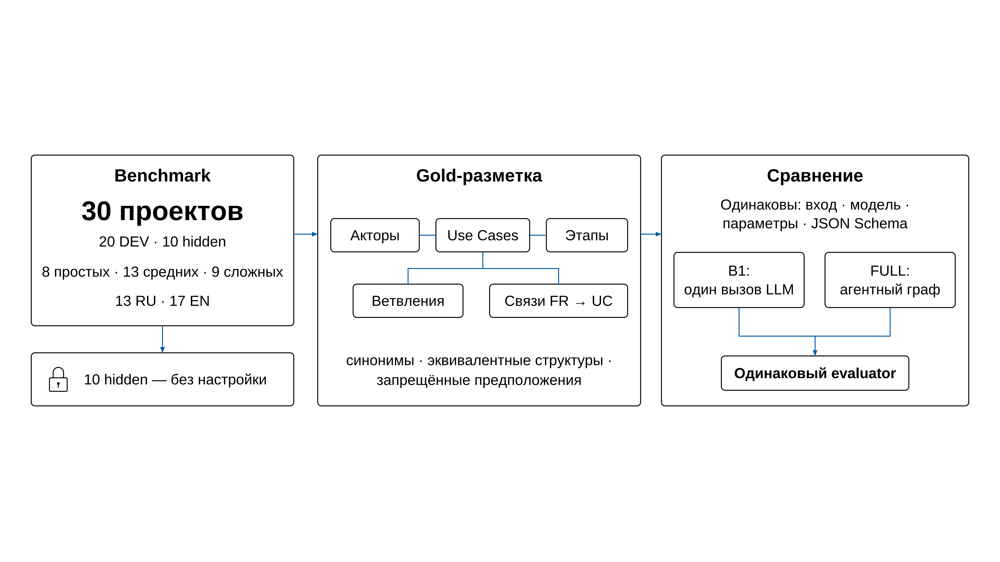 Benchmark
30 проектов
20 DEV · 10 hidden
8 простых · 13 средних · 9 сложных
13 RU · 17 EN
10 hidden — без настройки
Gold-разметка
Акторы
Use Cases
Этапы
Ветвления
Связи FR → UC
синонимы · эквивалентные структуры ·
запрещённые предположения
Сравнение
Одинаковы: вход · модель ·
параметры · JSON Schema
B1:
один вызов LLM
FULL:
агентный граф
Одинаковый evaluator